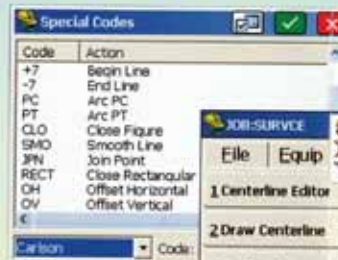 Special Codes
Code Action
+7 Begin Line
-7 End Line
PC Arc PC
PT Arc PT
CLO Close Figure
SMO Smooth Line
JPN Join Point
RECT Close Rectangular
OH Offset Horizontal
OV Offset Vertical
Carlson Code:
JOB:SURVCE
File Equip
1 Centerline Editor
2 Draw Centerline